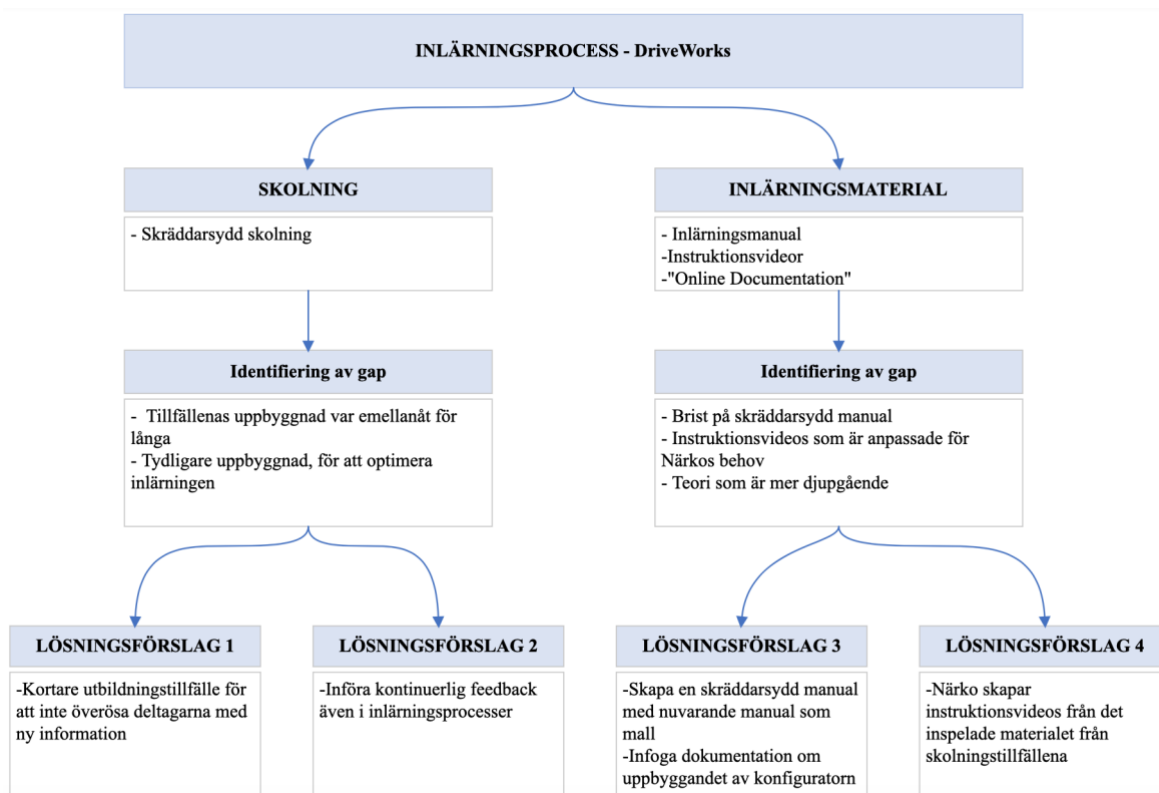 INLÄRNINGSPROCESS - DriveWorks
SKOLNING
- Skräddarsydd skolning
INLÄRNINGSMATERIAL
- Inlärningsmanual
-Instruktionsvideor
-"Online Documentation"
Identifiering av gap
- Tillfällenas uppbyggnad var emellanåt för
långa
- Tydligare uppbyggnad, för att optimera
inlärningen
Identifiering av gap
- Brist på skräddarsydd manual
- Instruktionsvideos som är anpassade för
Närkos behov
- Teori som är mer djupgående
LÖSNINGSFÖRSLAG 1
-Kortare utbildningstillfälle för
att inte överösa deltagarna med
ny information
LÖSNINGSFÖRSLAG 2
-Införa kontinuerlig feedback
även i inlärningsprocesser
LÖSNINGSFÖRSLAG 3
-Skapa en skräddarsydd manual
med nuvarande manual som
mall
-Infoga dokumentation om
uppbyggandet av konfiguratorn
LÖSNINGSFÖRSLAG 4
-Närko skapar
instruktionsvideos från det
inspelade materialet från
skolningstillfällena